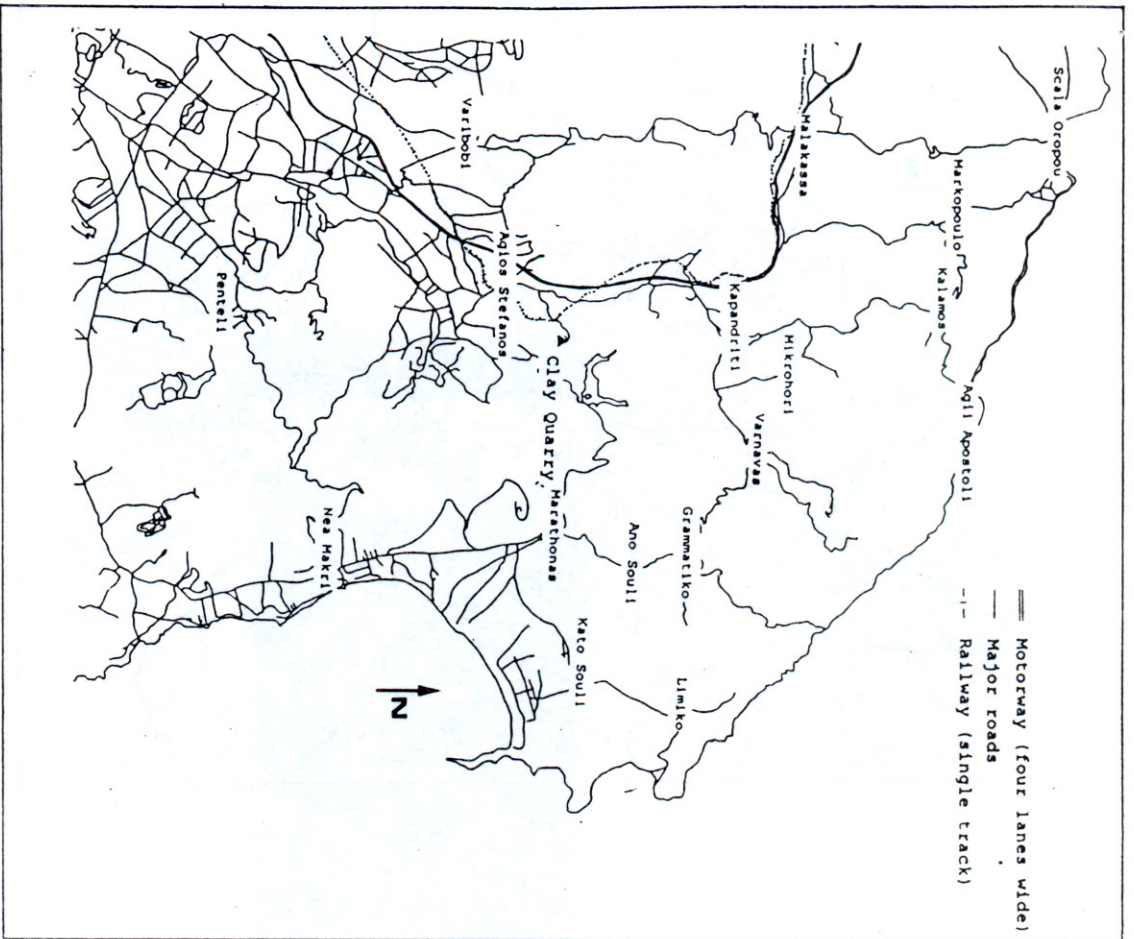 Scala Oropou
Markopoulo
Kalamos
Agii Apostoli
Malakassa
Mikrohori
Kapandriti
Varnavas
Grammatiko
Limiko
Ano Souli
Varibobi
Agios Stefanos
Clay Quarry
Marathonas
Kato Souli
Penteli
Nea Makri
N
Motorway (four lanes wide)
Major roads
Railway (single track)